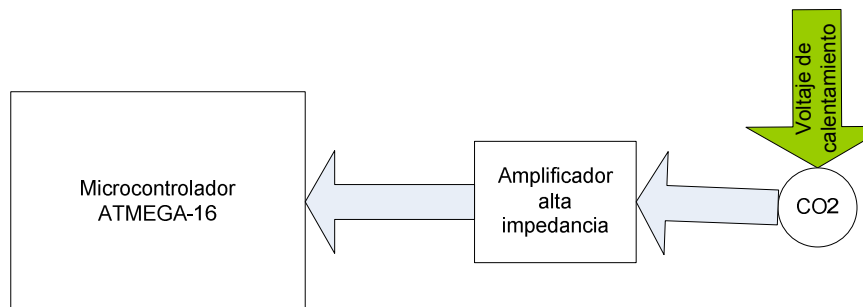 Microcontrolador
ATMEGA-16
Amplificador
alta
impedancia
Voltaje de
calentamiento
CO2